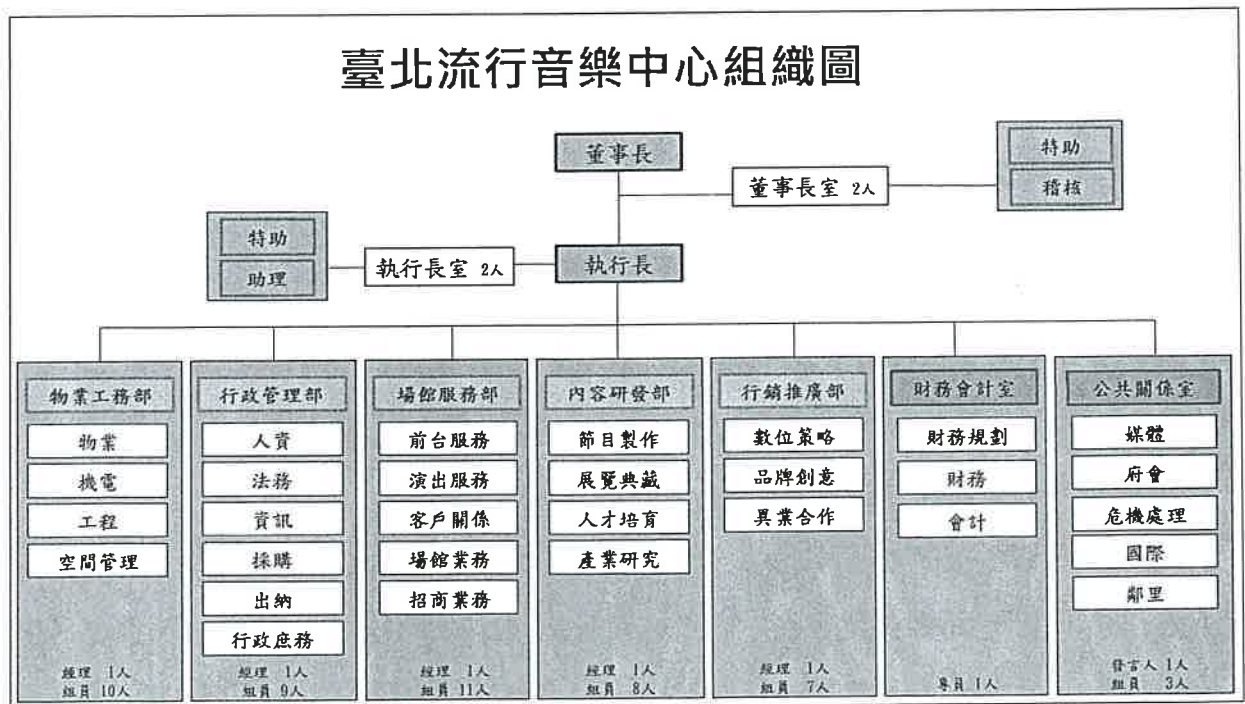 臺北流行音樂中心組織圖
董事長
董事長室 2人
特助
稽核
特助
助理
執行長室 2人
執行長
物業工務部
物業
機電
工程
空間管理
經理 1人
組員 10人
行政管理部
人資
法務
資訊
採購
出納
行政庶務
經理 1人
組員 9人
場館服務部
前台服務
演出服務
客戶關係
場館業務
招商業務
經理 1人
組員 11人
內容研發部
節目製作
展覽典藏
人才培育
產業研究
經理 1人
組員 8人
行銷推廣部
數位策略
品牌創意
異業合作
經理 1人
組員 7人
財務會計室
財務規劃
財務
會計
專員 1人
公共關係室
媒體
府會
危機處理
國際
鄰里
發言人 1人
組員 3人